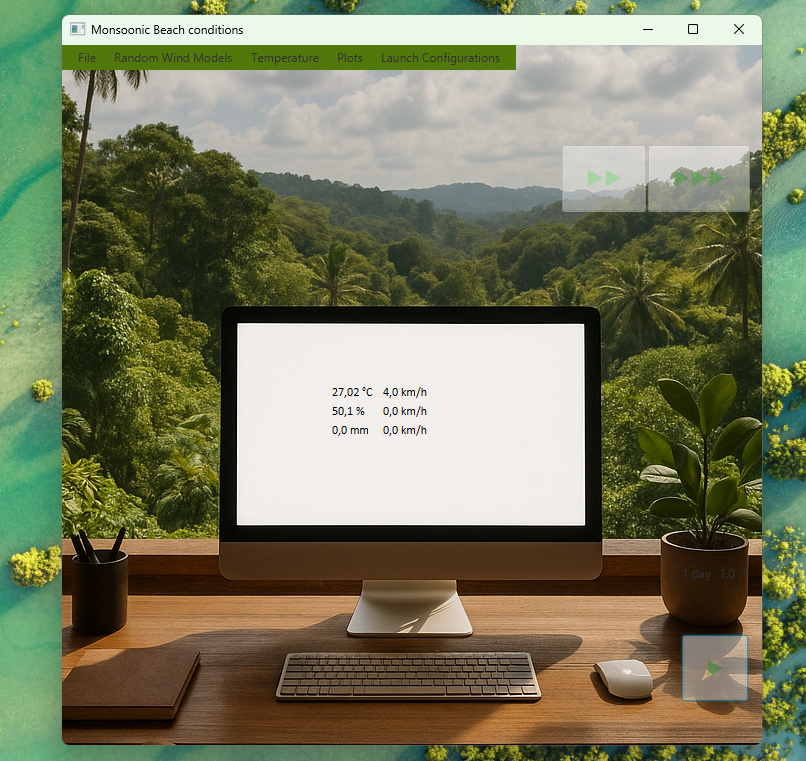 Monsoonic Beach conditions
File Random Wind Models Temperature Plots Launch Configurations
27,02 °C 4,0 km/h
50,1 % 0,0 km/h
0,0 mm 0,0 km/h
1 day 1.0